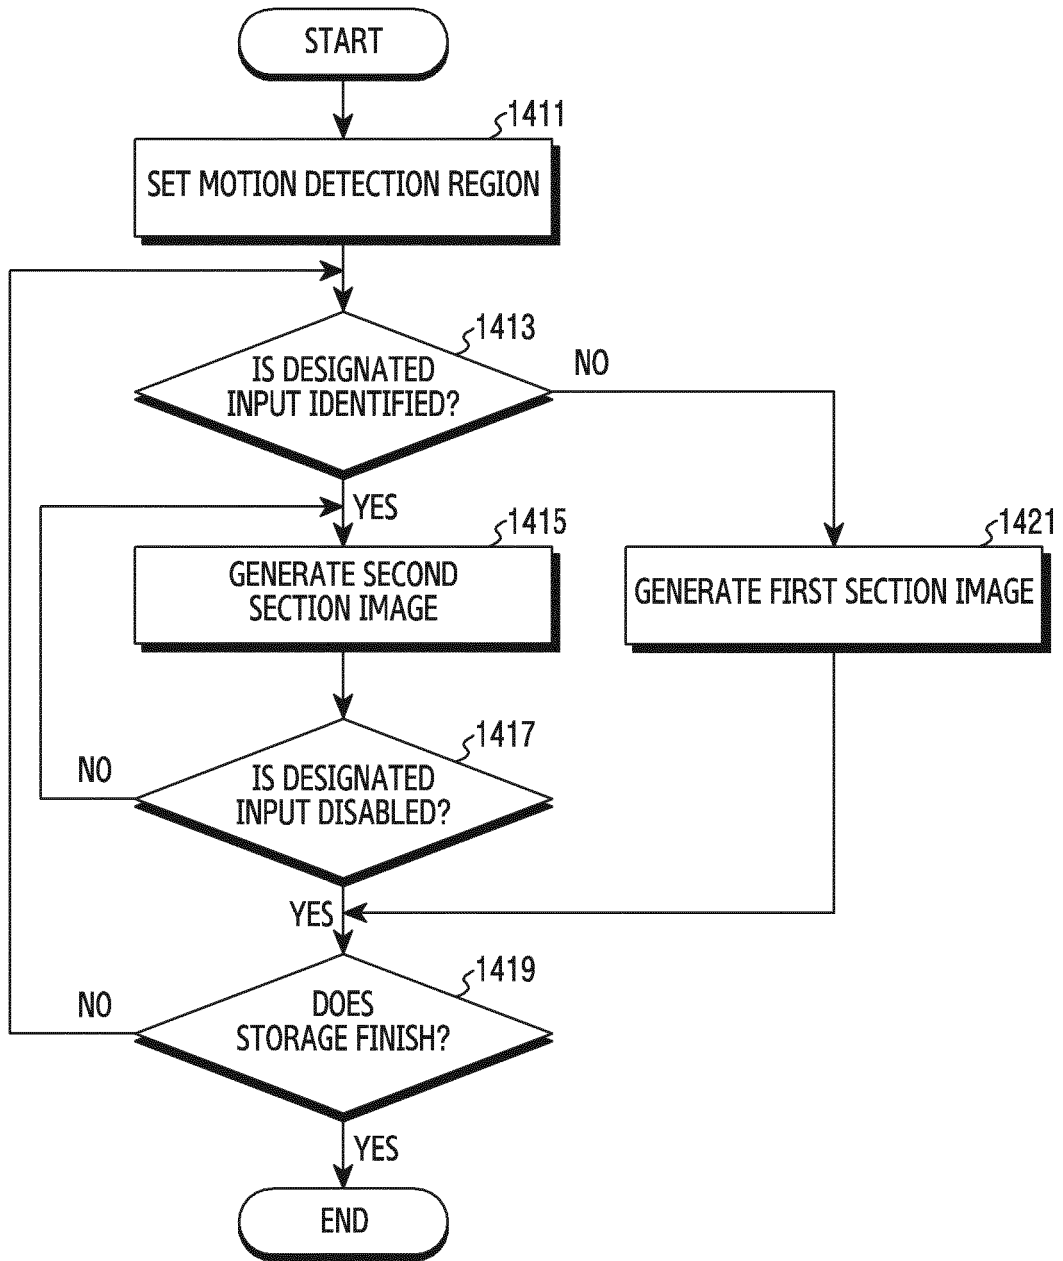 START
1411
SET MOTION DETECTION REGION
1413
IS DESIGNATED
INPUT IDENTIFIED?
NO
YES
1415
GENERATE SECOND
SECTION IMAGE
1421
GENERATE FIRST SECTION IMAGE
1417
IS DESIGNATED
INPUT DISABLED?
NO
YES
1419
DOES
STORAGE FINISH?
NO
YES
END